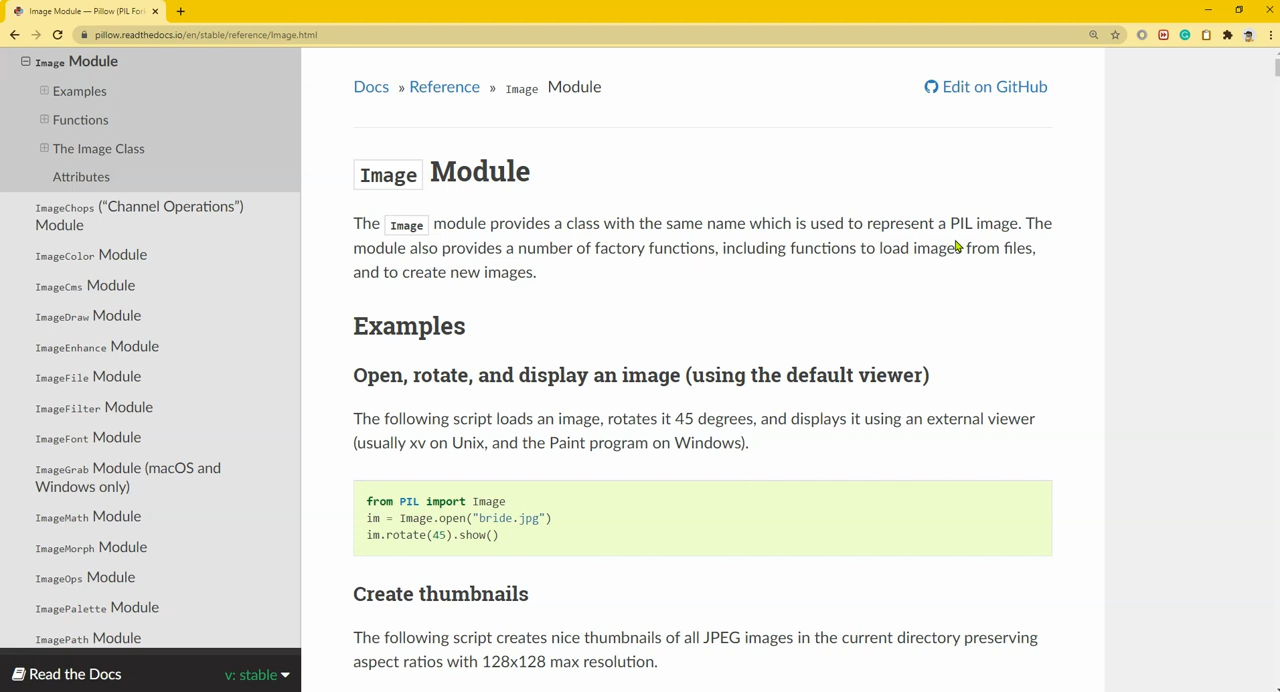 Image Module — Pillow (PIL For
pillow.readthedocs.io/en/stable/reference/Image.html
Image Module
Examples
Functions
The Image Class
Attributes
ImageChops (“Channel Operations”)
Module
ImageColor Module
ImageCms Module
ImageDraw Module
ImageEnhance Module
ImageFile Module
ImageFilter Module
ImageFont Module
ImageGrab Module (macOS and
Windows only)
ImageMath Module
ImageMorph Module
ImageOps Module
ImagePalette Module
ImagePath Module
Read the Docs v: stable
Docs » Reference » Image Module
Edit on GitHub
Image Module
The Image module provides a class with the same name which is used to represent a PIL image. The
module also provides a number of factory functions, including functions to load images from files,
and to create new images.
Examples
Open, rotate, and display an image (using the default viewer)
The following script loads an image, rotates it 45 degrees, and displays it using an external viewer
(usually xv on Unix, and the Paint program on Windows).
from PIL import Image
im = Image.open("bride.jpg")
im.rotate(45).show()
Create thumbnails
The following script creates nice thumbnails of all JPEG images in the current directory preserving
aspect ratios with 128x128 max resolution.